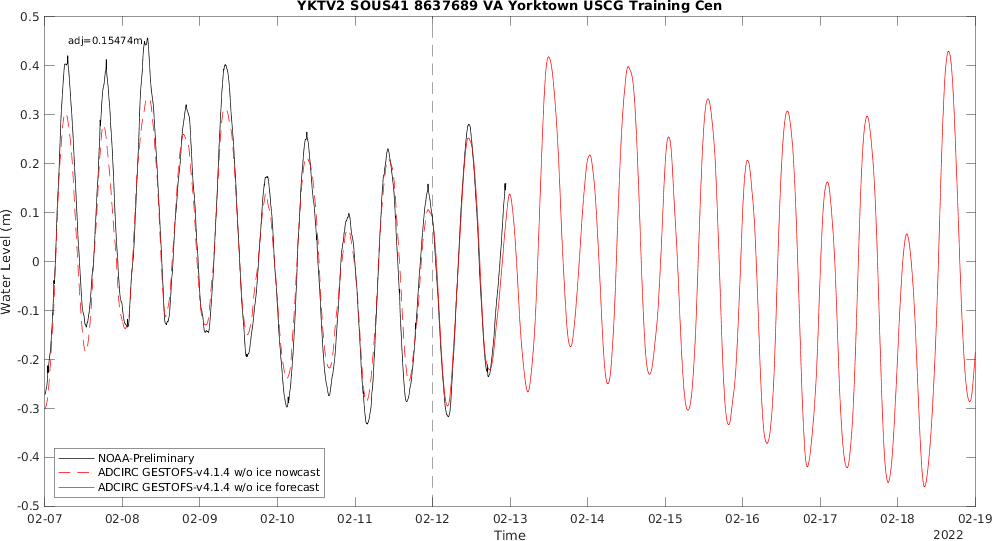 YKTV2 SOUS41 8637689 VA Yorktown USCG Training Cen
adj=0.15474m
Water Level (m)
0.5
0.4
0.3
0.2
0.1
0
-0.1
-0.2
-0.3
-0.4
-0.5
NOAA-Preliminary
ADCIRC GESTOFS-v4.1.4 w/o ice nowcast
ADCIRC GESTOFS-v4.1.4 w/o ice forecast
02-07 02-08 02-09 02-10 02-11 02-12 02-13 02-14 02-15 02-16 02-17 02-18 02-19
Time
2022